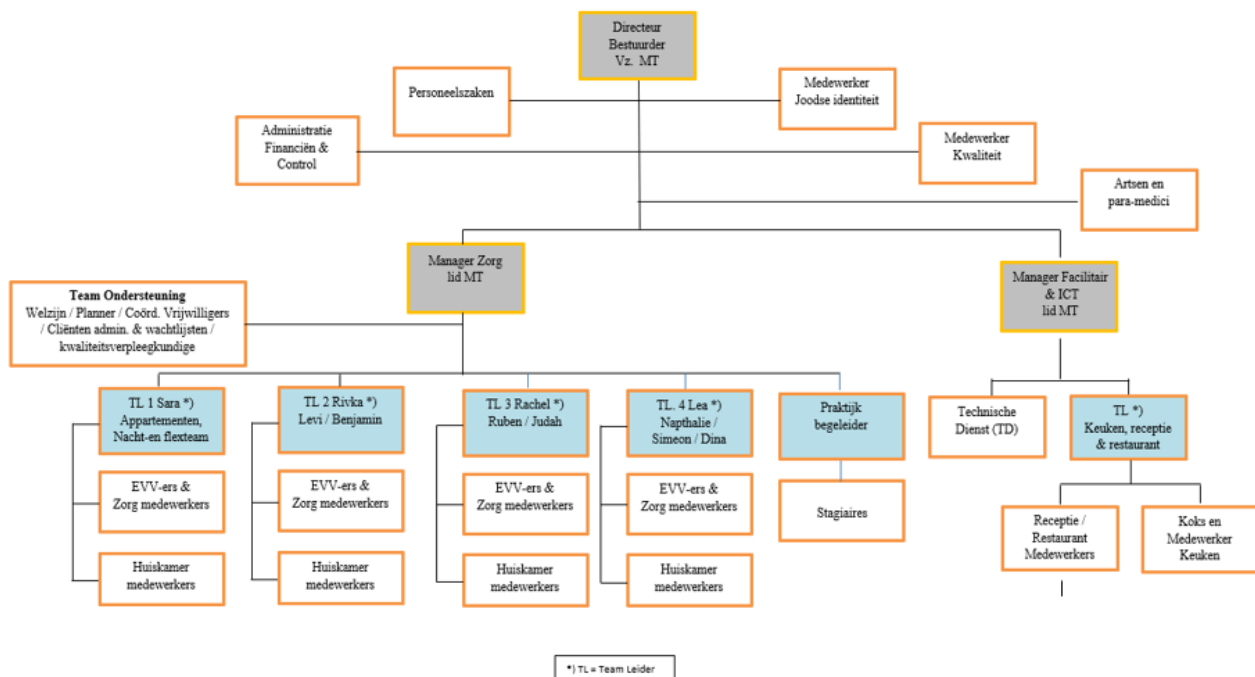 Directeur
Bestuurder
Vz. MT
Personeelszaken
Medewerker
Joodse identiteit
Administratie
Financiën &
Control
Medewerker
Kwaliteit
Artsen en
para-medici
Manager Zorg
lid MT
Manager Facilitair
& ICT
lid MT
Team Ondersteuning
Welzijn / Planner / Coörd. Vrijwilligers
/ Cliënten admin. & wachtlijsten /
kwaliteitsverpleegkundige
TL 1 Sara *)
Appartementen,
Nacht-en flexteam
TL 2 Rivka *)
Levi / Benjamin
TL 3 Rachel *)
Ruben / Judah
TL. 4 Lea *)
Napthalie /
Simeon / Dina
Praktijk
begeleider
Technische
Dienst (TD)
TL *)
Keuken, receptie
& restaurant
EVV-ers &
Zorg medewerkers
EVV-ers &
Zorg medewerkers
EVV-ers &
Zorg medewerkers
EVV-ers &
Zorg medewerkers
Stagiaires
Receptie /
Restaurant
Medewerkers
Koks en
Medewerker
Keuken
Huiskamer
medewerkers
Huiskamer
medewerkers
Huiskamer
medewerkers
Huiskamer
medewerkers
*) TL = Team Leider